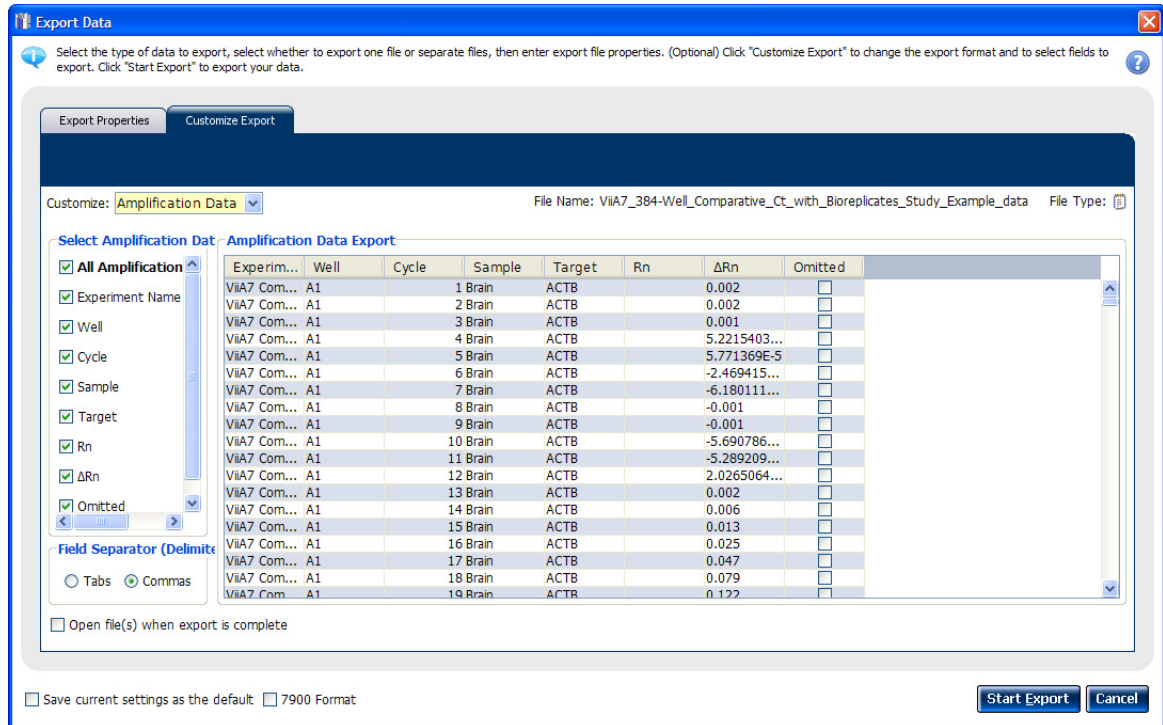 Export Data
Select the type of data to export, select whether to export one file or separate files, then enter export file properties. (Optional) Click "Customize Export" to change the export format and to select fields to
export. Click "Start Export" to export your data.
Export Properties Customize Export
Customize: Amplification Data File Name: ViiA7_384-Well_Comparative_Ct_with_Bioreplicates_Study_Example_data File Type:
Select Amplification Dat Amplification Data Export
All Amplification
Experiment Name
Well
Cycle
Sample
Target
Rn
ΔRn
Omitted
Field Separator (Delimite
Tabs Commas
Experim... Well Cycle Sample Target Rn ΔRn Omitted
ViiA7 Com... A1 1 Brain ACTB 0.002
ViiA7 Com... A1 2 Brain ACTB 0.002
ViiA7 Com... A1 3 Brain ACTB 0.001
ViiA7 Com... A1 4 Brain ACTB 5.2215403...
ViiA7 Com... A1 5 Brain ACTB 5.771369E-5
ViiA7 Com... A1 6 Brain ACTB -2.469415...
ViiA7 Com... A1 7 Brain ACTB -6.180111...
ViiA7 Com... A1 8 Brain ACTB -0.001
ViiA7 Com... A1 9 Brain ACTB -0.001
ViiA7 Com... A1 10 Brain ACTB -5.690786...
ViiA7 Com... A1 11 Brain ACTB -5.289209...
ViiA7 Com... A1 12 Brain ACTB 2.0265064...
ViiA7 Com... A1 13 Brain ACTB 0.002
ViiA7 Com... A1 14 Brain ACTB 0.006
ViiA7 Com... A1 15 Brain ACTB 0.013
ViiA7 Com... A1 16 Brain ACTB 0.025
ViiA7 Com... A1 17 Brain ACTB 0.047
ViiA7 Com... A1 18 Brain ACTB 0.079
ViiA7 Com... A1 19 Brain ACTB 0.122
Open file(s) when export is complete
Save current settings as the default 7900 Format Start Export Cancel